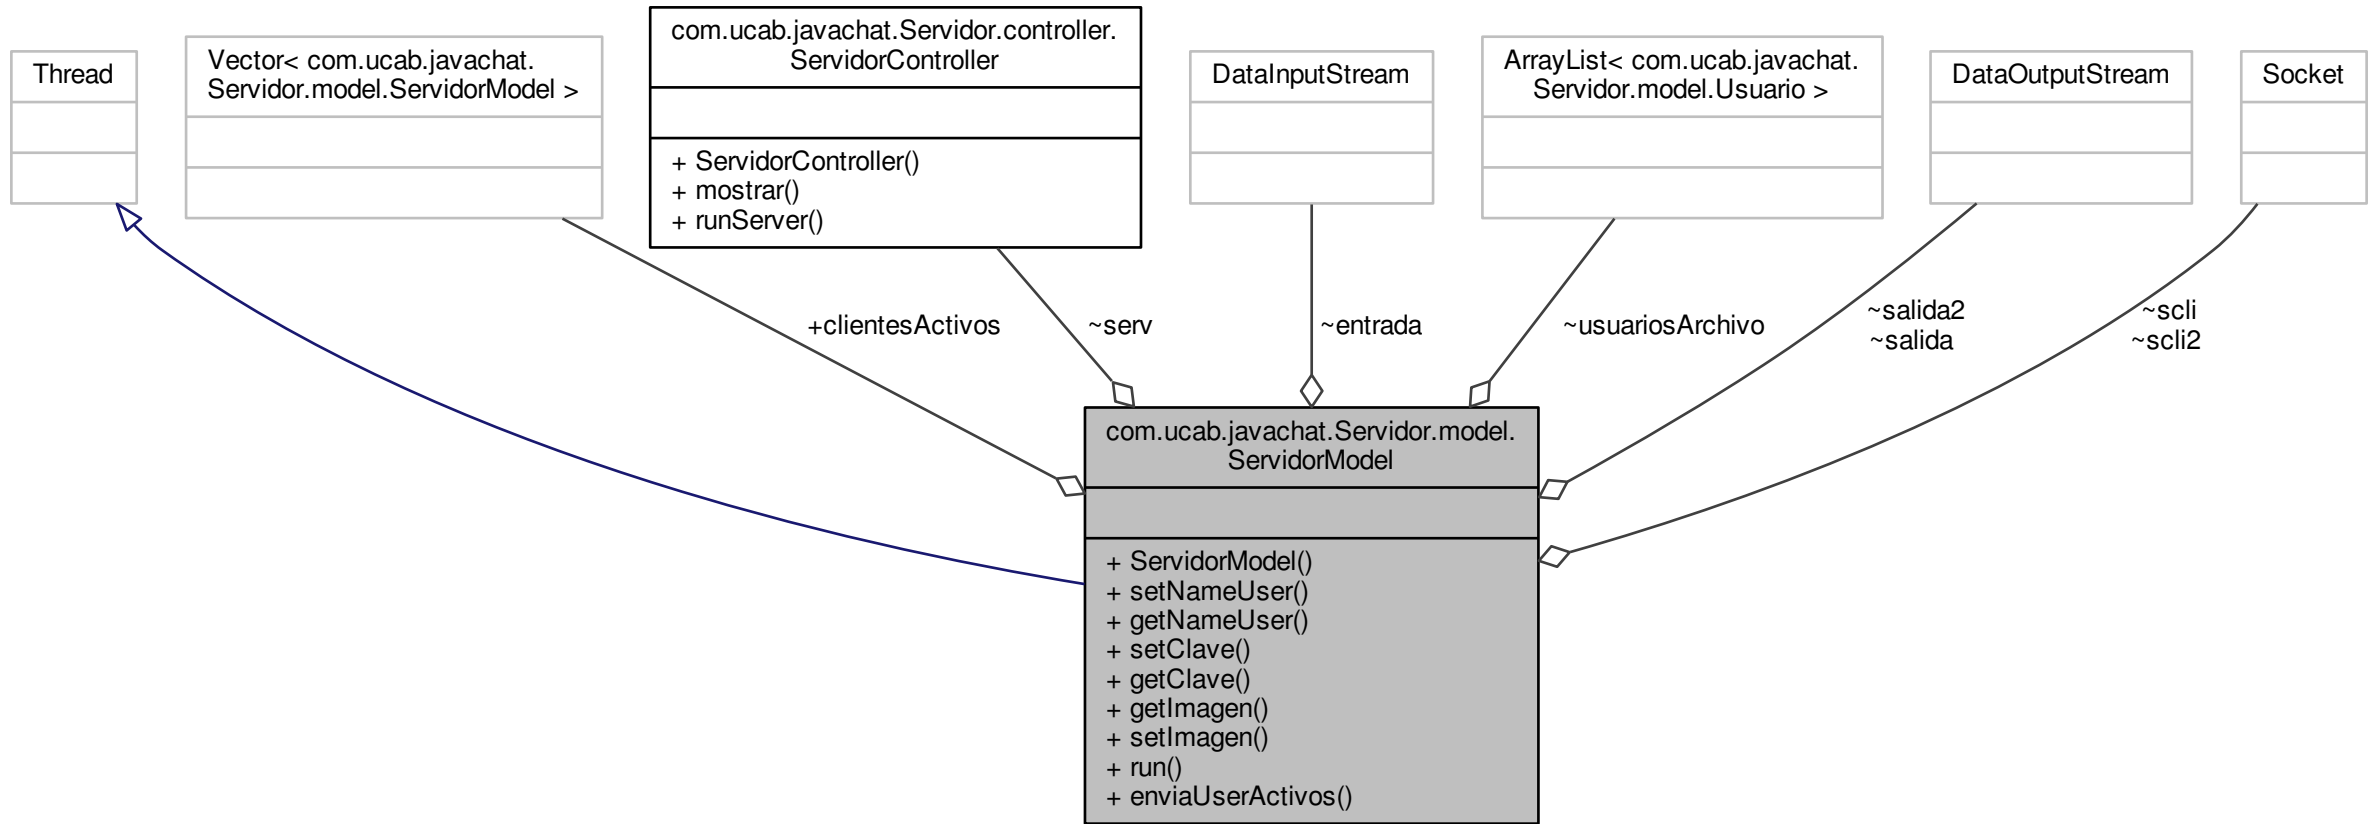 Thread
Vector< com.ucab.javachat.
Servidor.model.ServidorModel >
com.ucab.javachat.Servidor.controller.
ServidorController
+ ServidorController()
+ mostrar()
+ runServer()
DataInputStream
ArrayList< com.ucab.javachat.
Servidor.model.Usuario >
DataOutputStream
Socket
+clientesActivos
~serv
~entrada
~usuariosArchivo
~salida2
~salida
~scli
~scli2
com.ucab.javachat.Servidor.model.
ServidorModel
+ ServidorModel()
+ setNameUser()
+ getNameUser()
+ setClave()
+ getClave()
+ getImagen()
+ setImagen()
+ run()
+ enviaUserActivos()